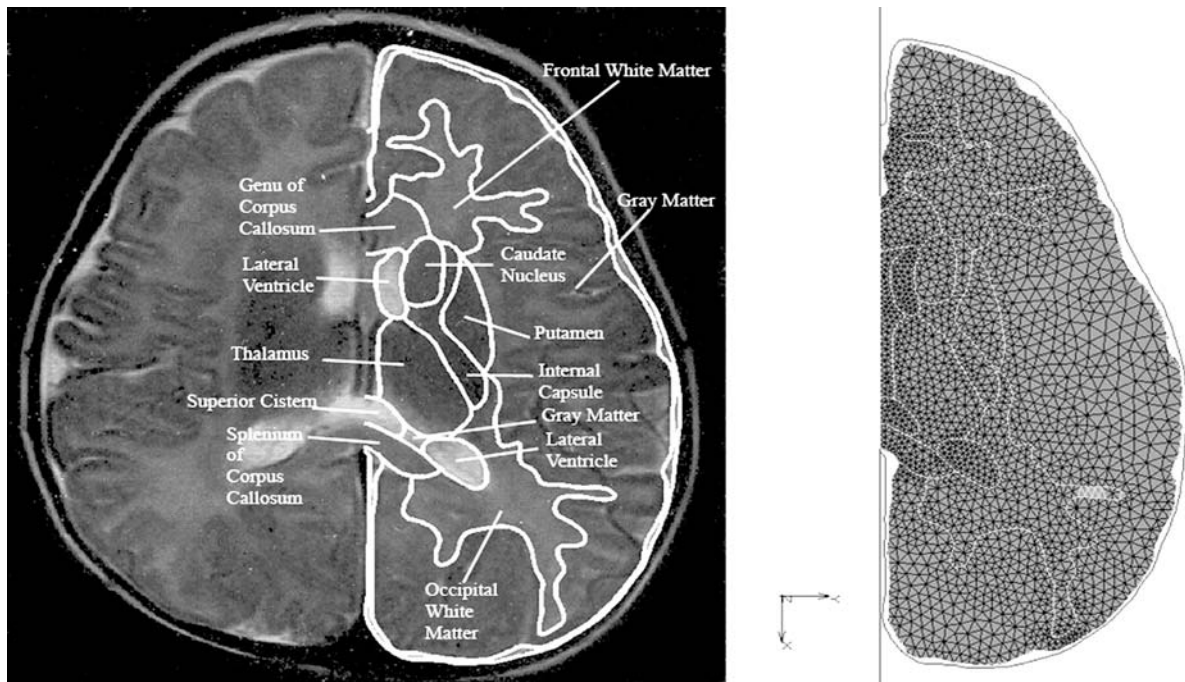 Frontal White Matter
Genu of
Corpus
Callosum
Gray Matter
Caudate
Nucleus
Lateral
Ventricle
Putamen
Thalamus
Internal
Capsule
Superior Cistern
Gray Matter
Splenium
of
Corpus
Callosum
Lateral
Ventricle
Occipital
White
Matter
Z
Y
X